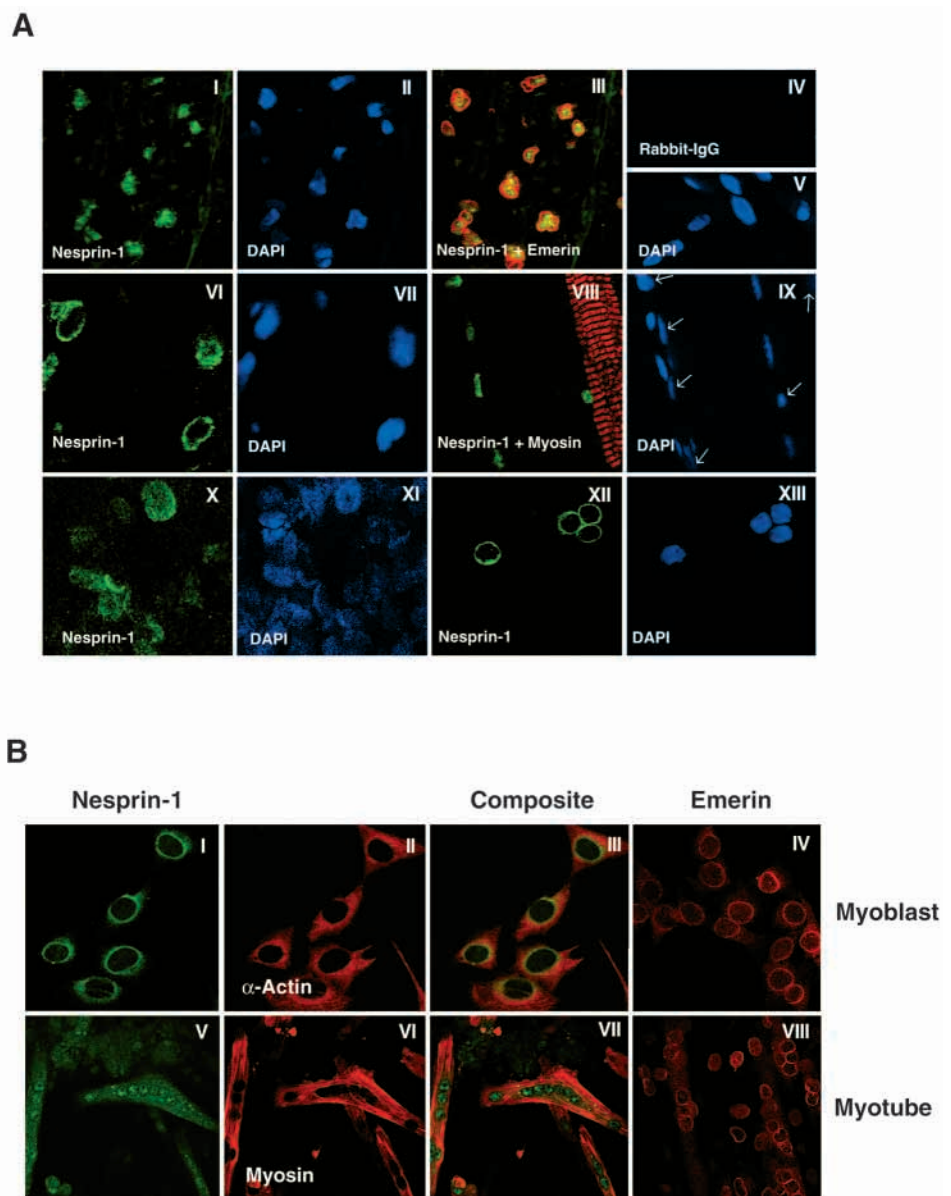 A
I
II
III
IV
Rabbit-IgG
V
Nesprin-1
DAPI
Nesprin-1 + Emerin
DAPI
VI
VII
VIII
IX
Nesprin-1
DAPI
Nesprin-1 + Myosin
DAPI
X
XI
XII
XIII
Nesprin-1
DAPI
Nesprin-1
DAPI
B
Nesprin-1
Composite
Emerin
I
II
III
IV
Myoblast
α-Actin
V
VI
VII
VIII
Myotube
Myosin